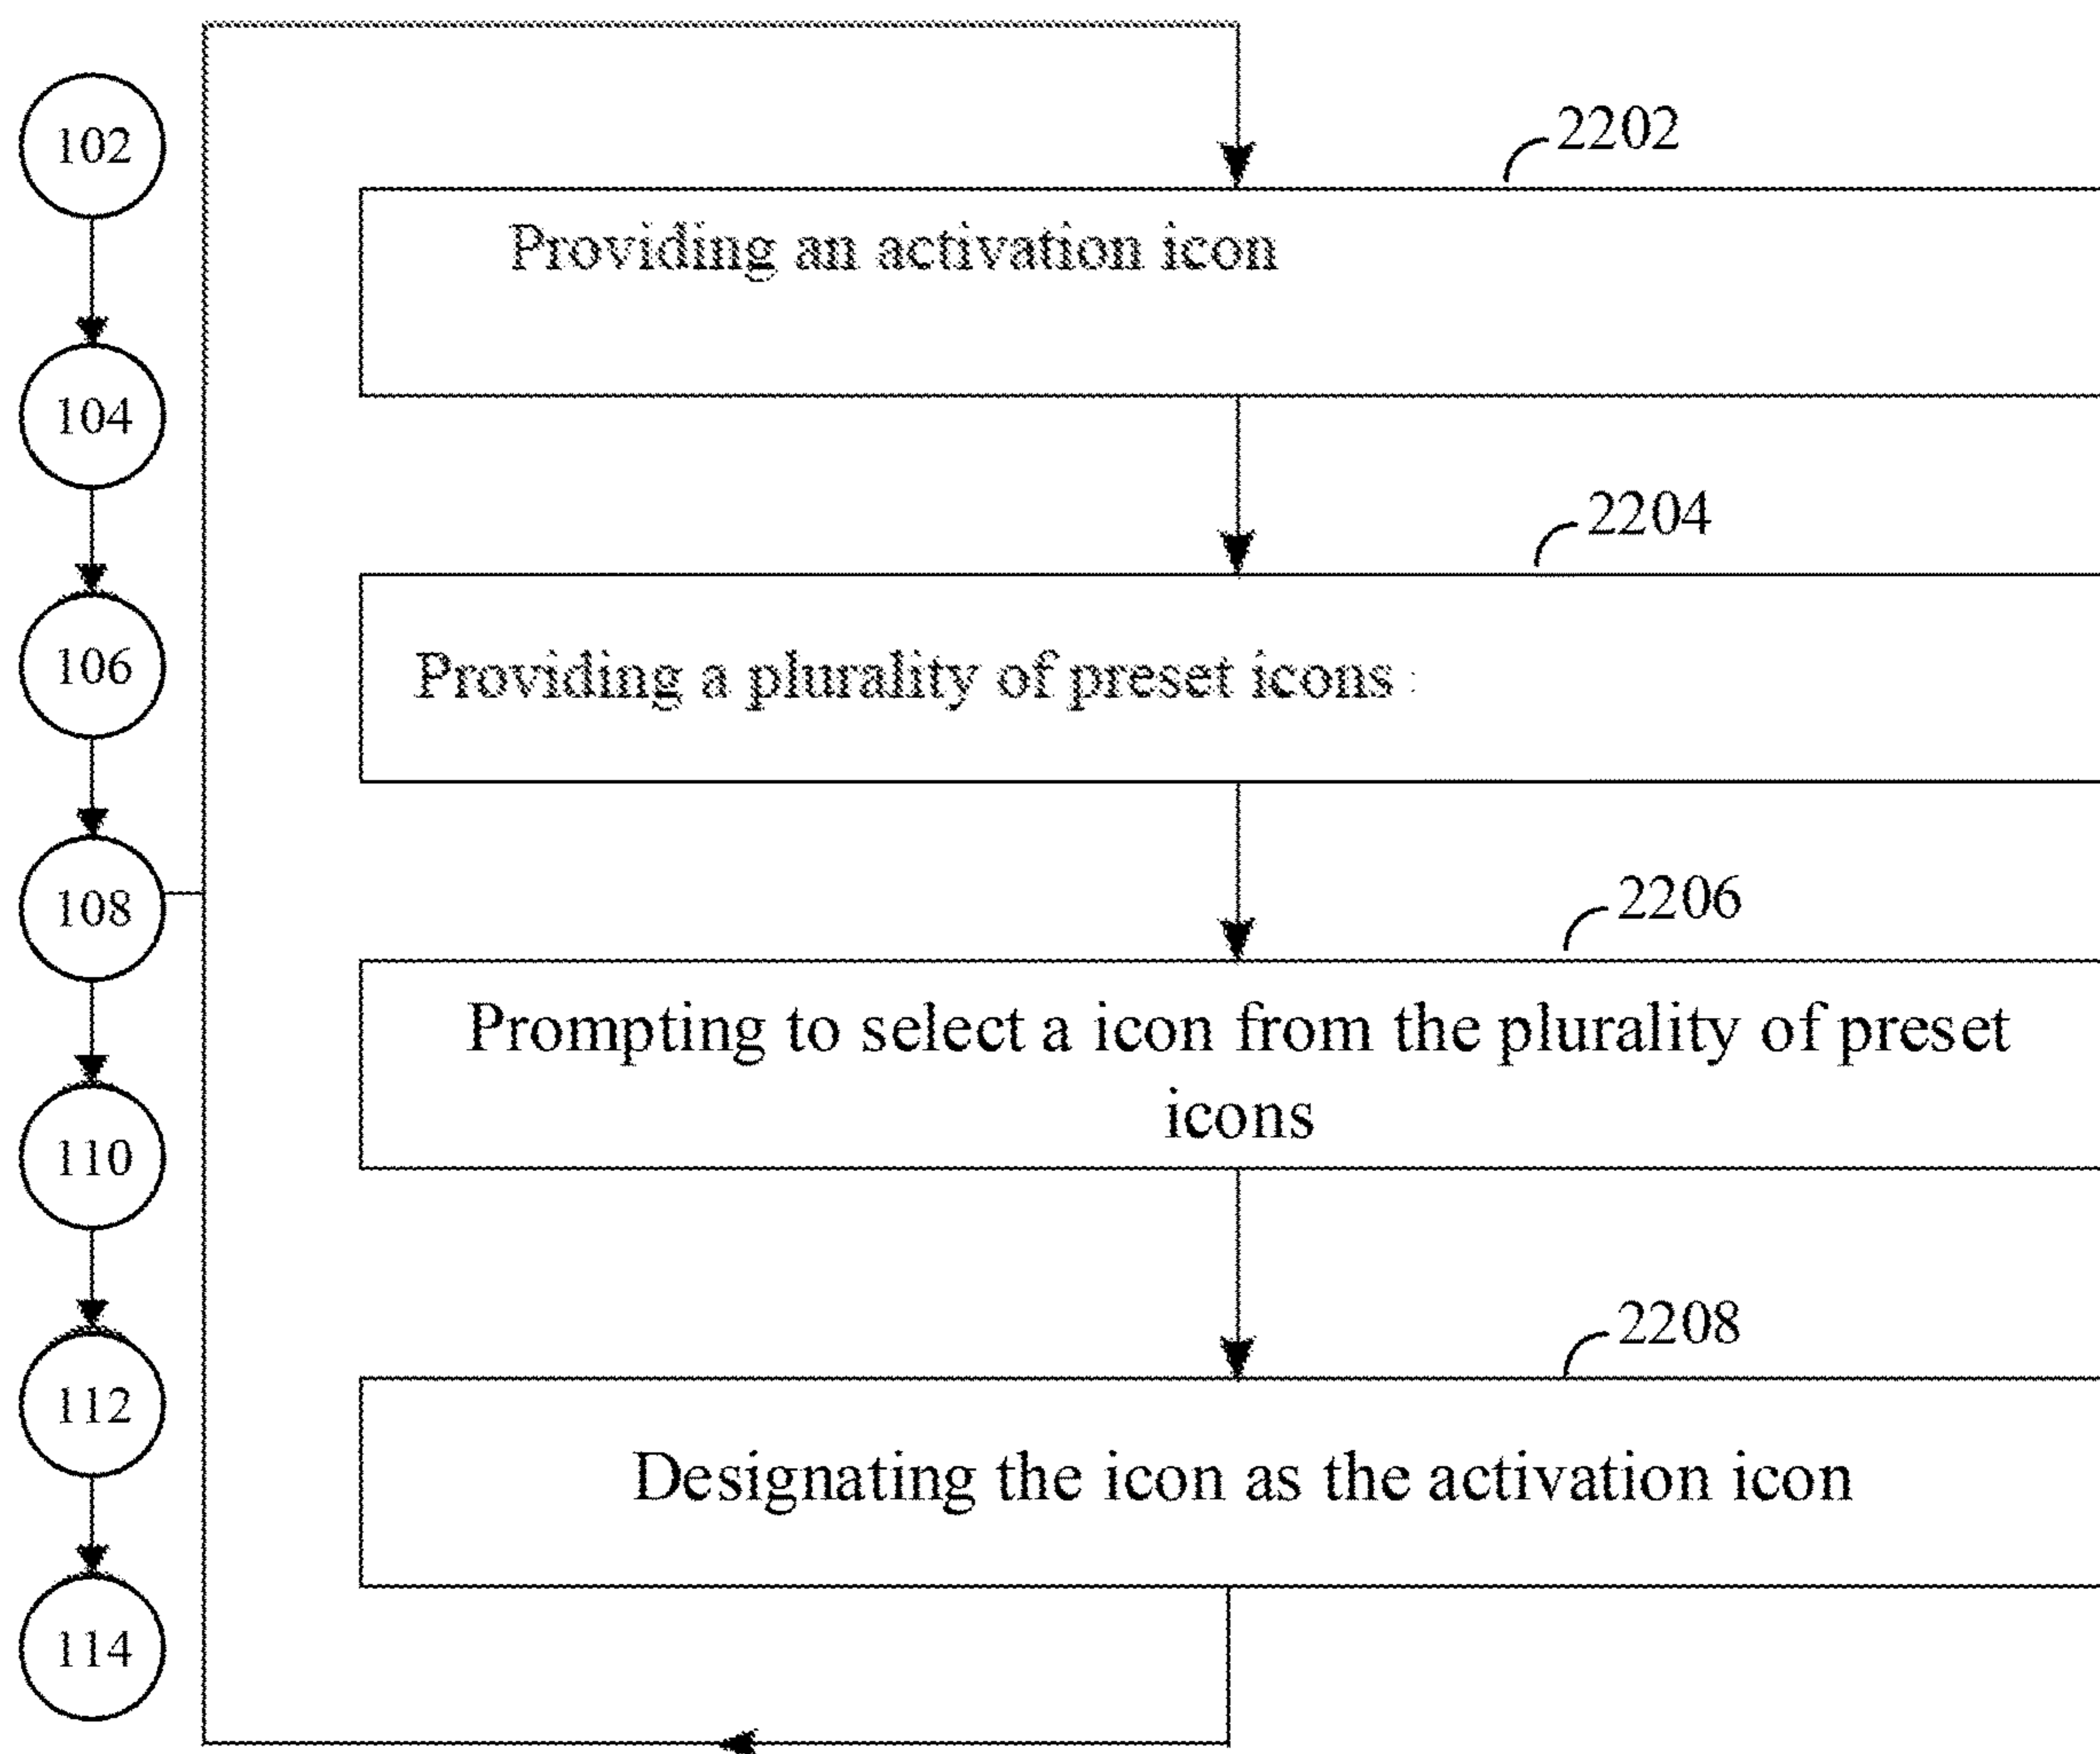 102
104
106
108
110
112
114
2202
Providing an activation icon
2204
Providing a plurality of preset icons
2206
Prompting to select a icon from the plurality of preset
icons
2208
Designating the icon as the activation icon